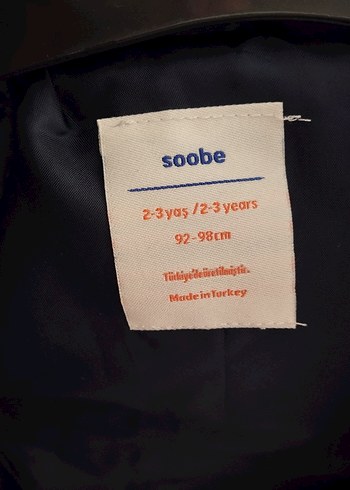 soobe
2-3 yaş / 2-3 years
92-98cm
Türkiye'de üretilmiştir.
Made in Turkey